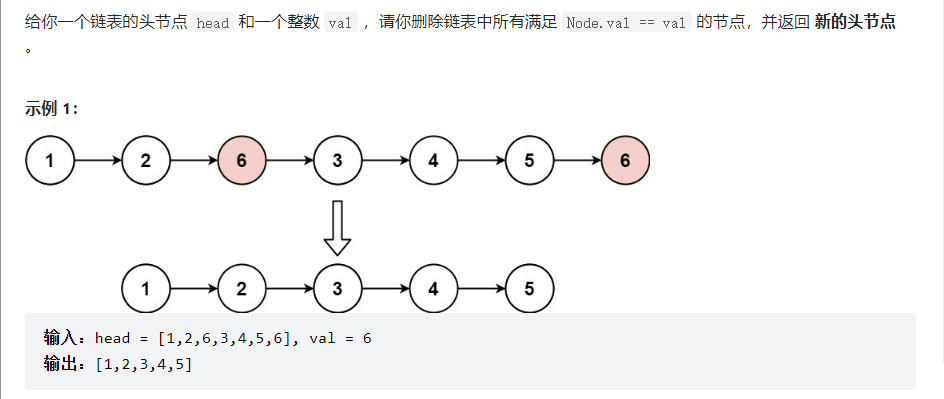 给你一个链表的头节点 head 和一个整数 val ，请你删除链表中所有满足 Node.val == val 的节点，并返回 新的头节点
。
示例 1：
1 2 6 3 4 5 6
1 2 3 4 5
输入：head = [1,2,6,3,4,5,6], val = 6
输出：[1,2,3,4,5]